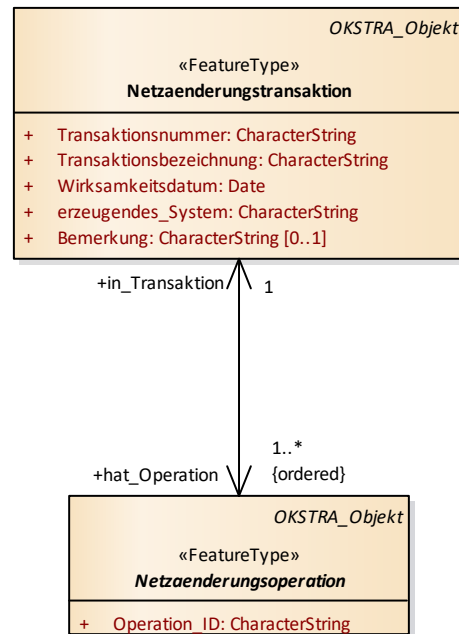 OKSTRA_Objekt
«FeatureType»
Netzaenderungstransaktion
+ Transaktionsnummer: CharacterString
+ Transaktionsbezeichnung: CharacterString
+ Wirksamkeitsdatum: Date
+ erzeugendes_System: CharacterString
+ Bemerkung: CharacterString [0..1]
+in_Transaktion 1
1..*
+hat_Operation {ordered}
OKSTRA_Objekt
«FeatureType»
Netzaenderungsoperation
+ Operation_ID: CharacterString